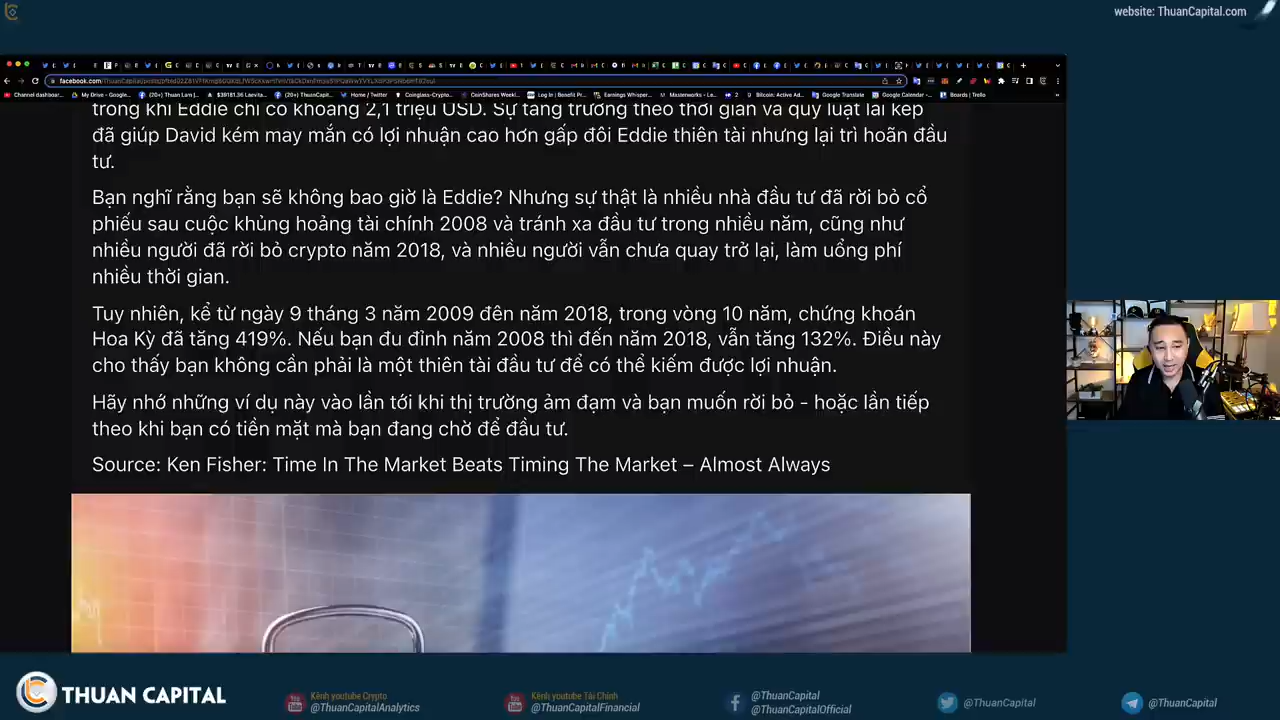 website: ThuanCapital.com
trong khi Eddie chỉ có khoảng 2,1 triệu USD. Sự tăng trưởng theo thời gian và quy luật lãi kép
đã giúp David kém may mắn có lợi nhuận cao hơn gấp đôi Eddie thiên tài nhưng lại trì hoãn đầu
tư.
Bạn nghĩ rằng bạn sẽ không bao giờ là Eddie? Nhưng sự thật là nhiều nhà đầu tư đã rời bỏ cổ
phiếu sau cuộc khủng hoảng tài chính 2008 và tránh xa đầu tư trong nhiều năm, cũng như
nhiều người đã rời bỏ crypto năm 2018, và nhiều người vẫn chưa quay trở lại, làm uổng phí
nhiều thời gian.
Tuy nhiên, kể từ ngày 9 tháng 3 năm 2009 đên năm 2018, trong vòng 10 năm, chứng khoán
Hoa Kỳ đã tăng 419%. Nếu bạn đu đỉnh năm 2008 thì đến năm 2018, vẫn tăng 132%. Điều này
cho thấy bạn không cần phải là một thiên tài đầu tư để có thể kiếm được lợi nhuận.
Hãy nhớ những ví dụ này vào lần tới khi thị trường ảm đạm và bạn muốn rời bỏ - hoặc lần tiếp
theo khi bạn có tiền mặt mà bạn đang chờ để đầu tư.
Source: Ken Fisher: Time In The Market Beats Timing The Market – Almost Always
THUAN CAPITAL
Kênh youtube Crypto
@ThuanCapitalAnalytics
Kênh youtube Tài Chính
@ThuanCapitalFinancial
@ThuanCapital
@ThuanCapitalOfficial
@ThuanCapital
@ThuanCapital